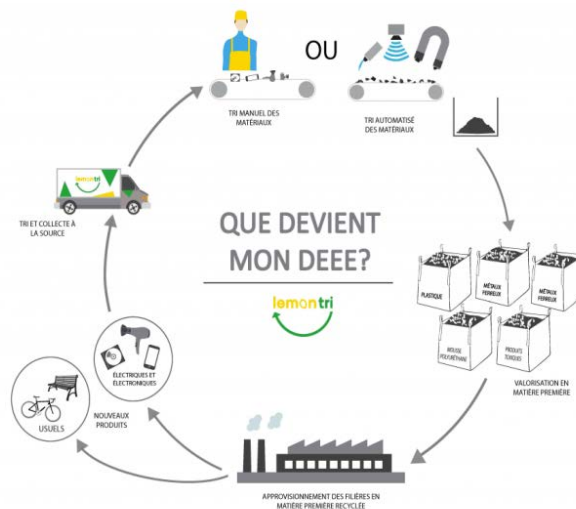 OU
TRI MANUEL DES
MATÉRIAUX
TRI AUTOMATISÉ
DES MATÉRIAUX
lemontri
TRI ET COLLECTE À
LA SOURCE
QUE DEVIENT
MON DEEE?
lemontri
PLASTIQUE
MÉTAUX
FERREUX
MÉTAUX
FERREUX
MOUSSE
POLYURÉTHANE
PRODUITS
TOXIQUES
VALORISATION EN
MATIÈRE PREMIÈRE
ÉLECTRIQUES ET
ÉLECTRONIQUES
NOUVEAUX
PRODUITS
USUELS
APPROVISIONNEMENT DES FILIÈRES EN
MATIÈRE PREMIÈRE RECYCLÉE